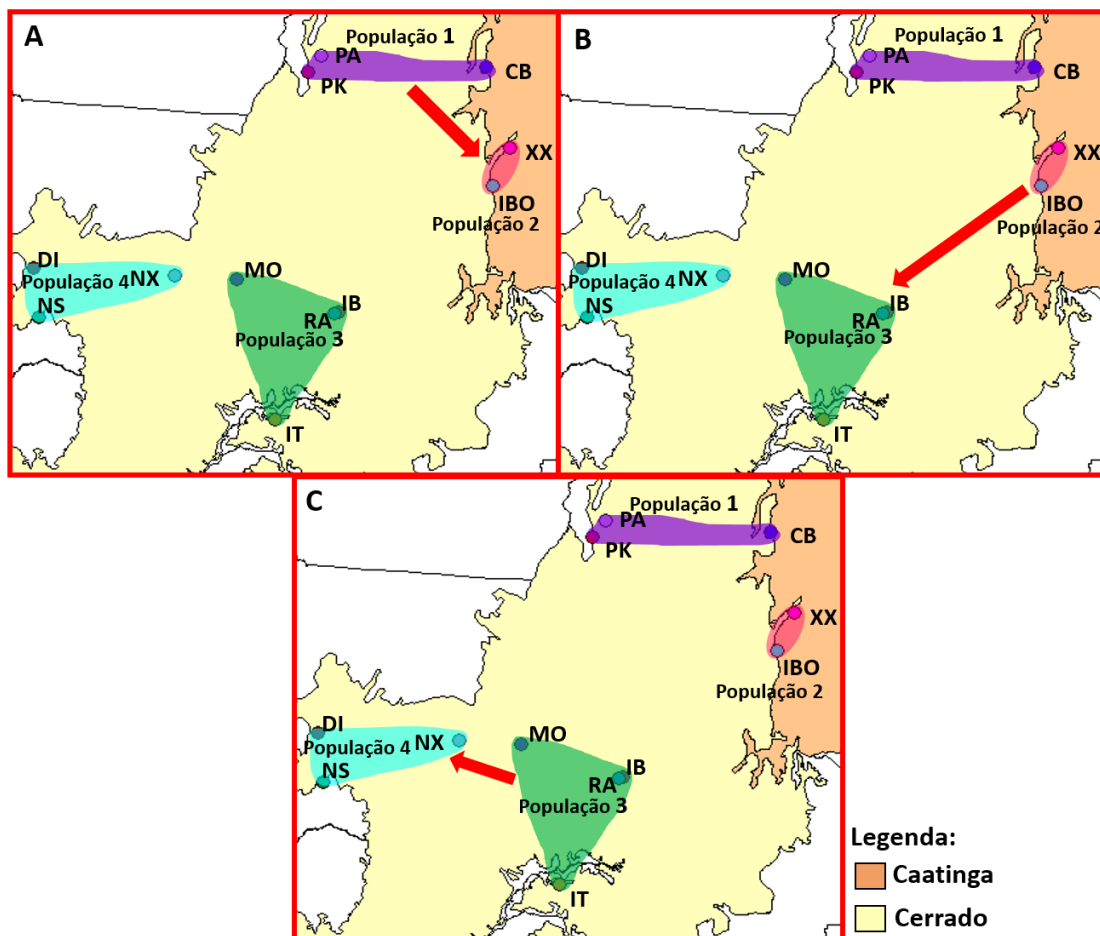 A
População 1
PA
PK
CB
XX
IBO
População 2
DI
População 4 NX
NS
MO
IB
RA
População 3
IT
B
População 1
PA
PK
CB
XX
IBO
População 2
DI
População 4 NX
NS
MO
IB
RA
População 3
IT
C
População 1
PA
PK
CB
XX
IBO
População 2
DI
População 4 NX
NS
MO
IB
RA
População 3
IT
Legenda:
Caatinga
Cerrado